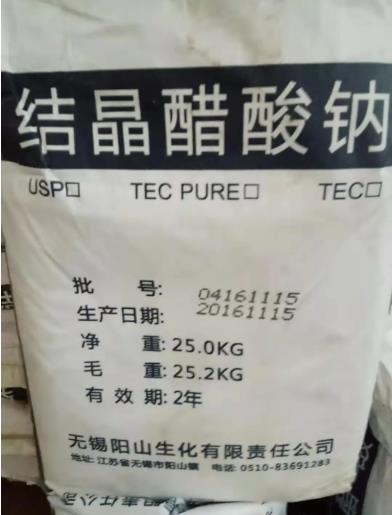 结晶醋酸钠
USP□ TEC PURE□ TEC□
批 号: 04161115
生产日期: 20161115
净 重: 25.0KG
毛 重: 25.2KG
有 效 期: 2年
无锡阳山生化有限责任公司
地址: 江苏省无锡市阳山镇 电话: 0510-83691283